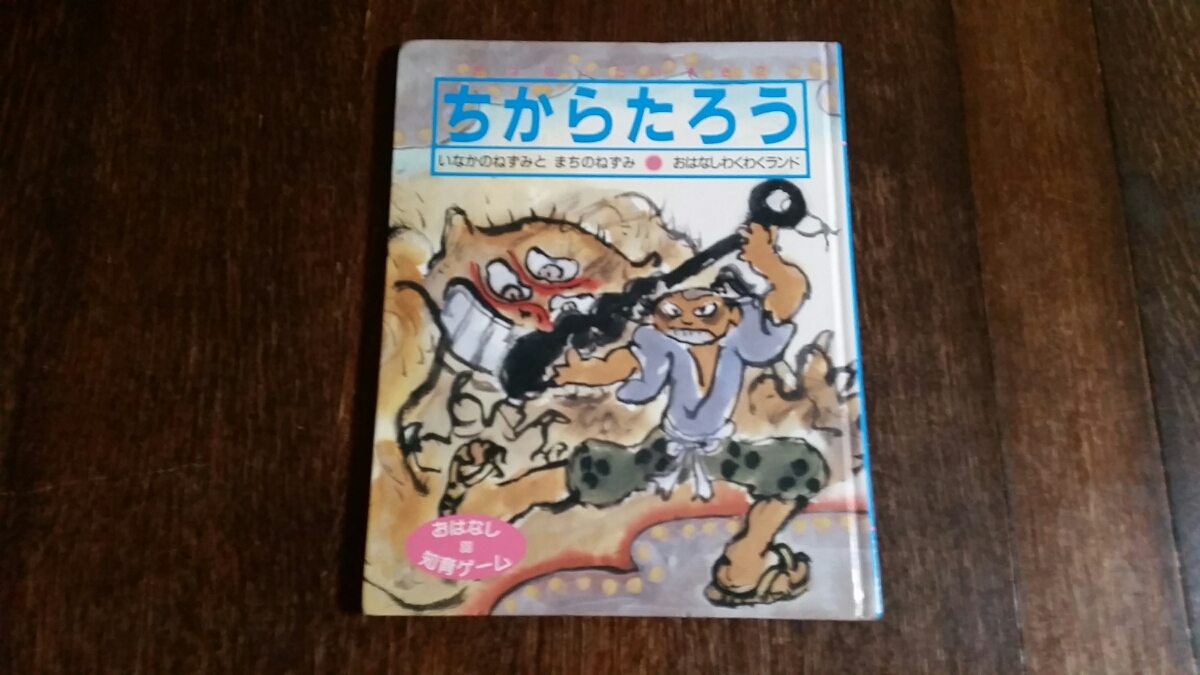 ちからたろう
いなかのねずみと まちのねずみ ● おはなしわくわくランド
おはなし
知育ゲーム